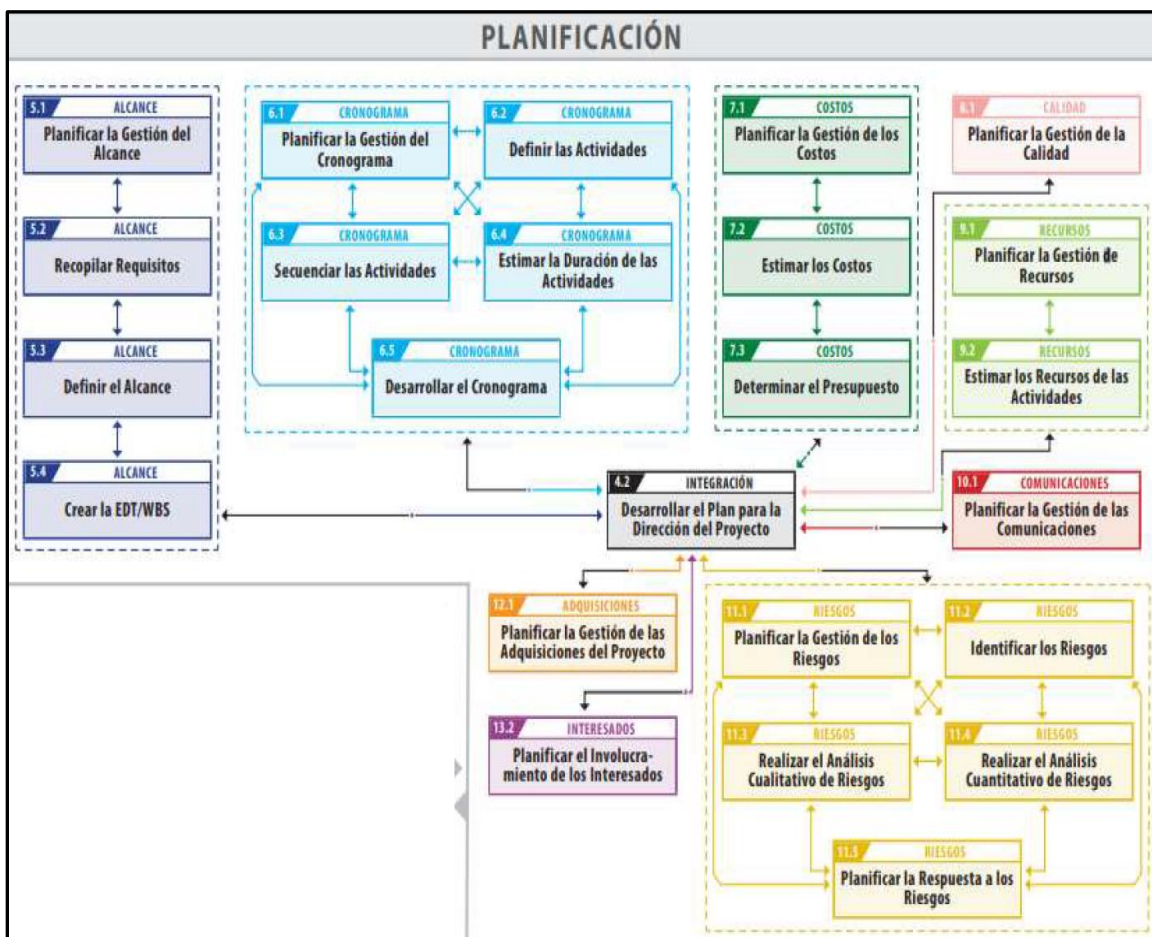 PLANIFICACIÓN
5.1 ALCANCE
Planificar la Gestión del
Alcance
5.2 ALCANCE
Recopilar Requisitos
5.3 ALCANCE
Definir el Alcance
5.4 ALCANCE
Crear la EDT/WBS
6.1 CRONOGRAMA
Planificar la Gestión del
Cronograma
6.2 CRONOGRAMA
Definir las Actividades
6.3 CRONOGRAMA
Secuenciar las Actividades
6.4 CRONOGRAMA
Estimar la Duración de las
Actividades
6.5 CRONOGRAMA
Desarrollar el Cronograma
7.1 COSTOS
Planificar la Gestión de los
Costos
7.2 COSTOS
Estimar los Costos
7.3 COSTOS
Determinar el Presupuesto
8.1 CALIDAD
Planificar la Gestión de la
Calidad
9.1 RECURSOS
Planificar la Gestión de
Recursos
9.2 RECURSOS
Estimar los Recursos de las
Actividades
4.2 INTEGRACIÓN
Desarrollar el Plan para la
Dirección del Proyecto
10.1 COMUNICACIONES
Planificar la Gestión de las
Comunicaciones
12.1 ADQUISICIONES
Planificar la Gestión de las
Adquisiciones del Proyecto
13.2 INTERESADOS
Planificar el Involucra-
miento de los Interesados
11.1 RIESGOS
Planificar la Gestión de los
Riesgos
11.2 RIESGOS
Identificar los Riesgos
11.3 RIESGOS
Realizar el Análisis
Cualitativo de Riesgos
11.4 RIESGOS
Realizar el Análisis
Cuantitativo de Riesgos
11.5 RIESGOS
Planificar la Respuesta a los
Riesgos